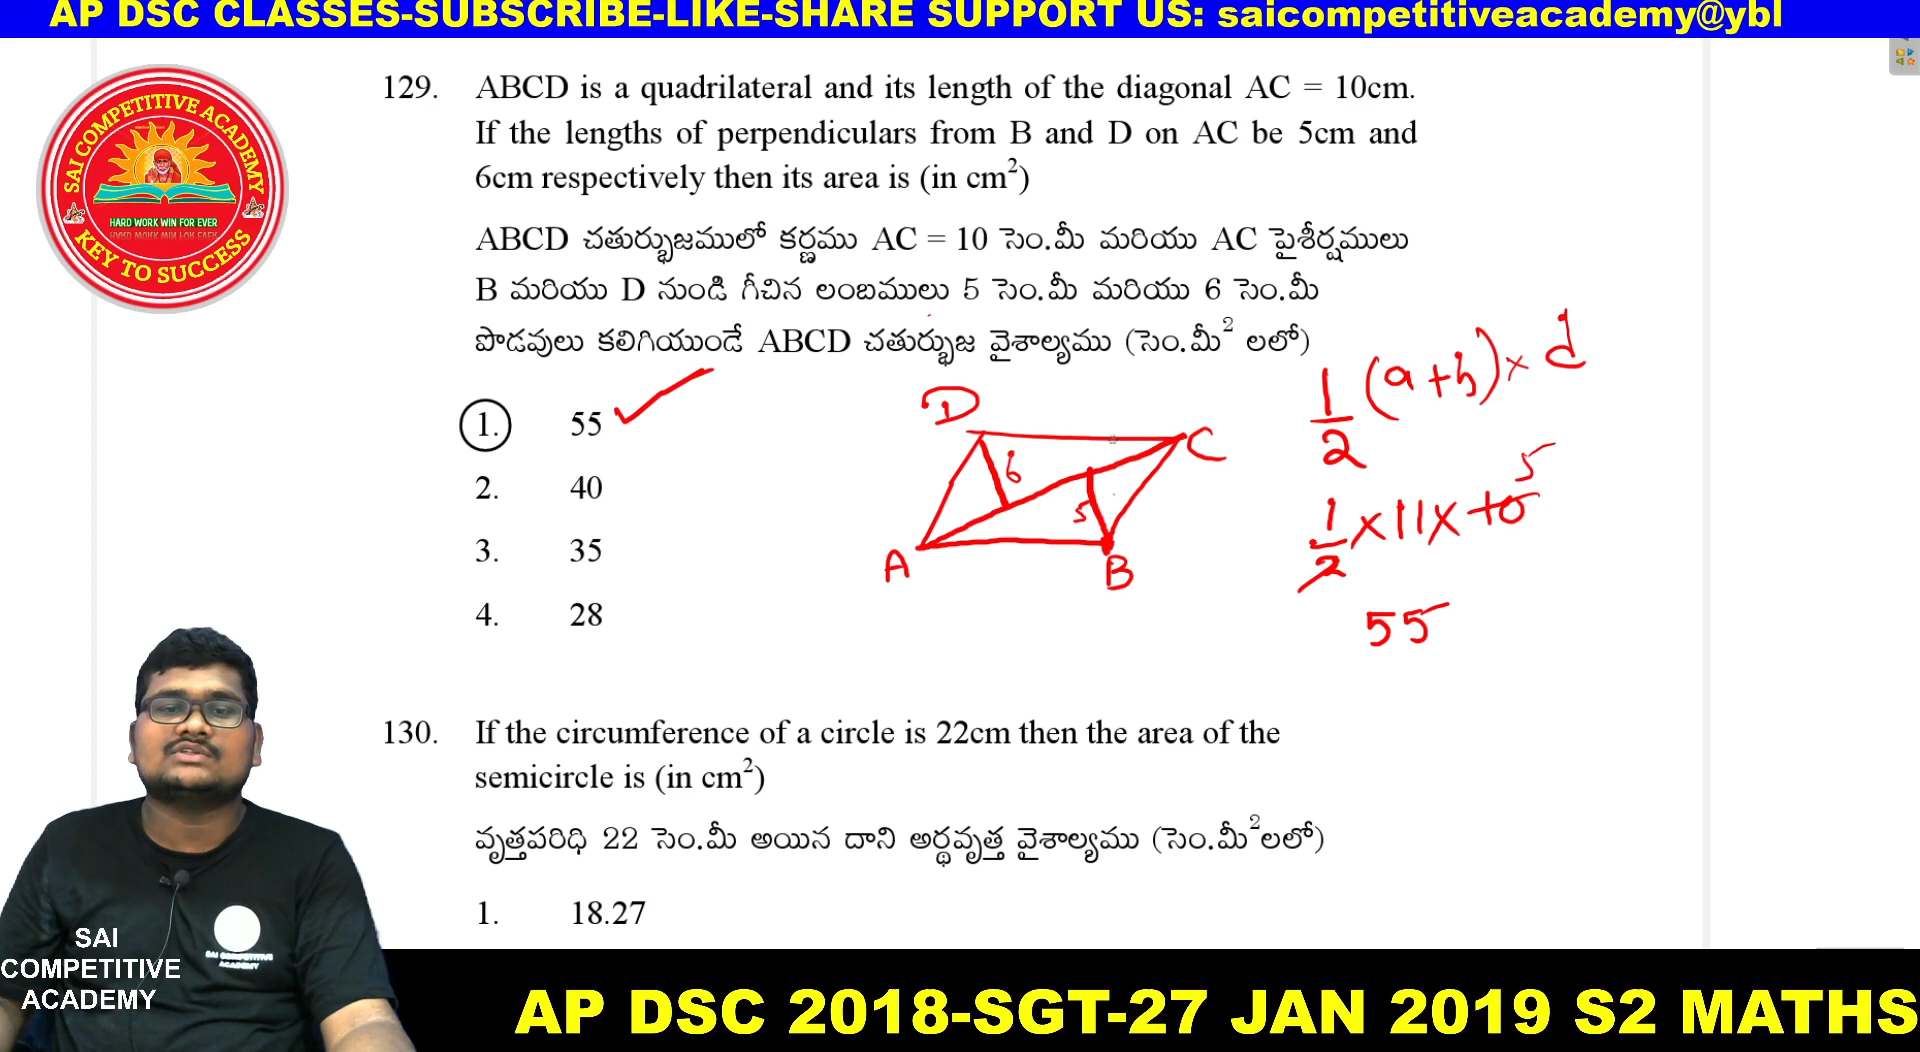 AP DSC CLASSES-SUBSCRIBE-LIKE-SHARE SUPPORT US: saicompetitiveacademy@ybl
SAI COMPETITIVE ACADEMY
HARD WORK WIN FOR EVER
KEY TO SUCCESS
129. ABCD is a quadrilateral and its length of the diagonal AC = 10cm.
If the lengths of perpendiculars from B and D on AC be 5cm and
6cm respectively then its area is (in cm²)
ABCD చతుర్భుజములో కర్ణము AC = 10 సెం.మీ మరియు AC పైశీర్షములు
B మరియు D నుండి గీచిన లంబములు 5 సెం.మీ మరియు 6 సెం.మీ
పొడవులు కలిగియుండే ABCD చతుర్భుజ వైశాల్యము (సెం.మీ² లలో)
1. 55
2. 40
3. 35
4. 28
D
C
6
5
A
B
1/2 (a+b) × d
5
1/2 × 11 × 10
55
130. If the circumference of a circle is 22cm then the area of the
semicircle is (in cm²)
వృత్తపరిధి 22 సెం.మీ అయిన దాని అర్థవృత్త వైశాల్యము (సెం.మీ²లలో)
1. 18.27
SAI COMPETITIVE
ACADEMY
SAI
COMPETITIVE
ACADEMY
AP DSC 2018-SGT-27 JAN 2019 S2 MATHS